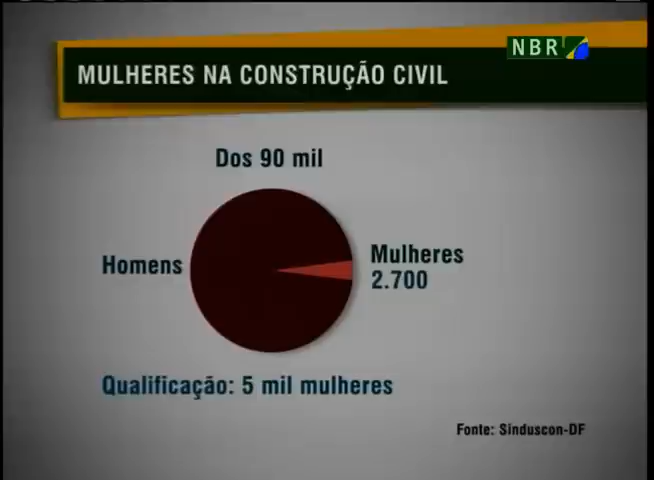 NBR
MULHERES NA CONSTRUÇÃO CIVIL
Dos 90 mil
Homens
Mulheres
2.700
Qualificação: 5 mil mulheres
Fonte: Sinduscon-DF